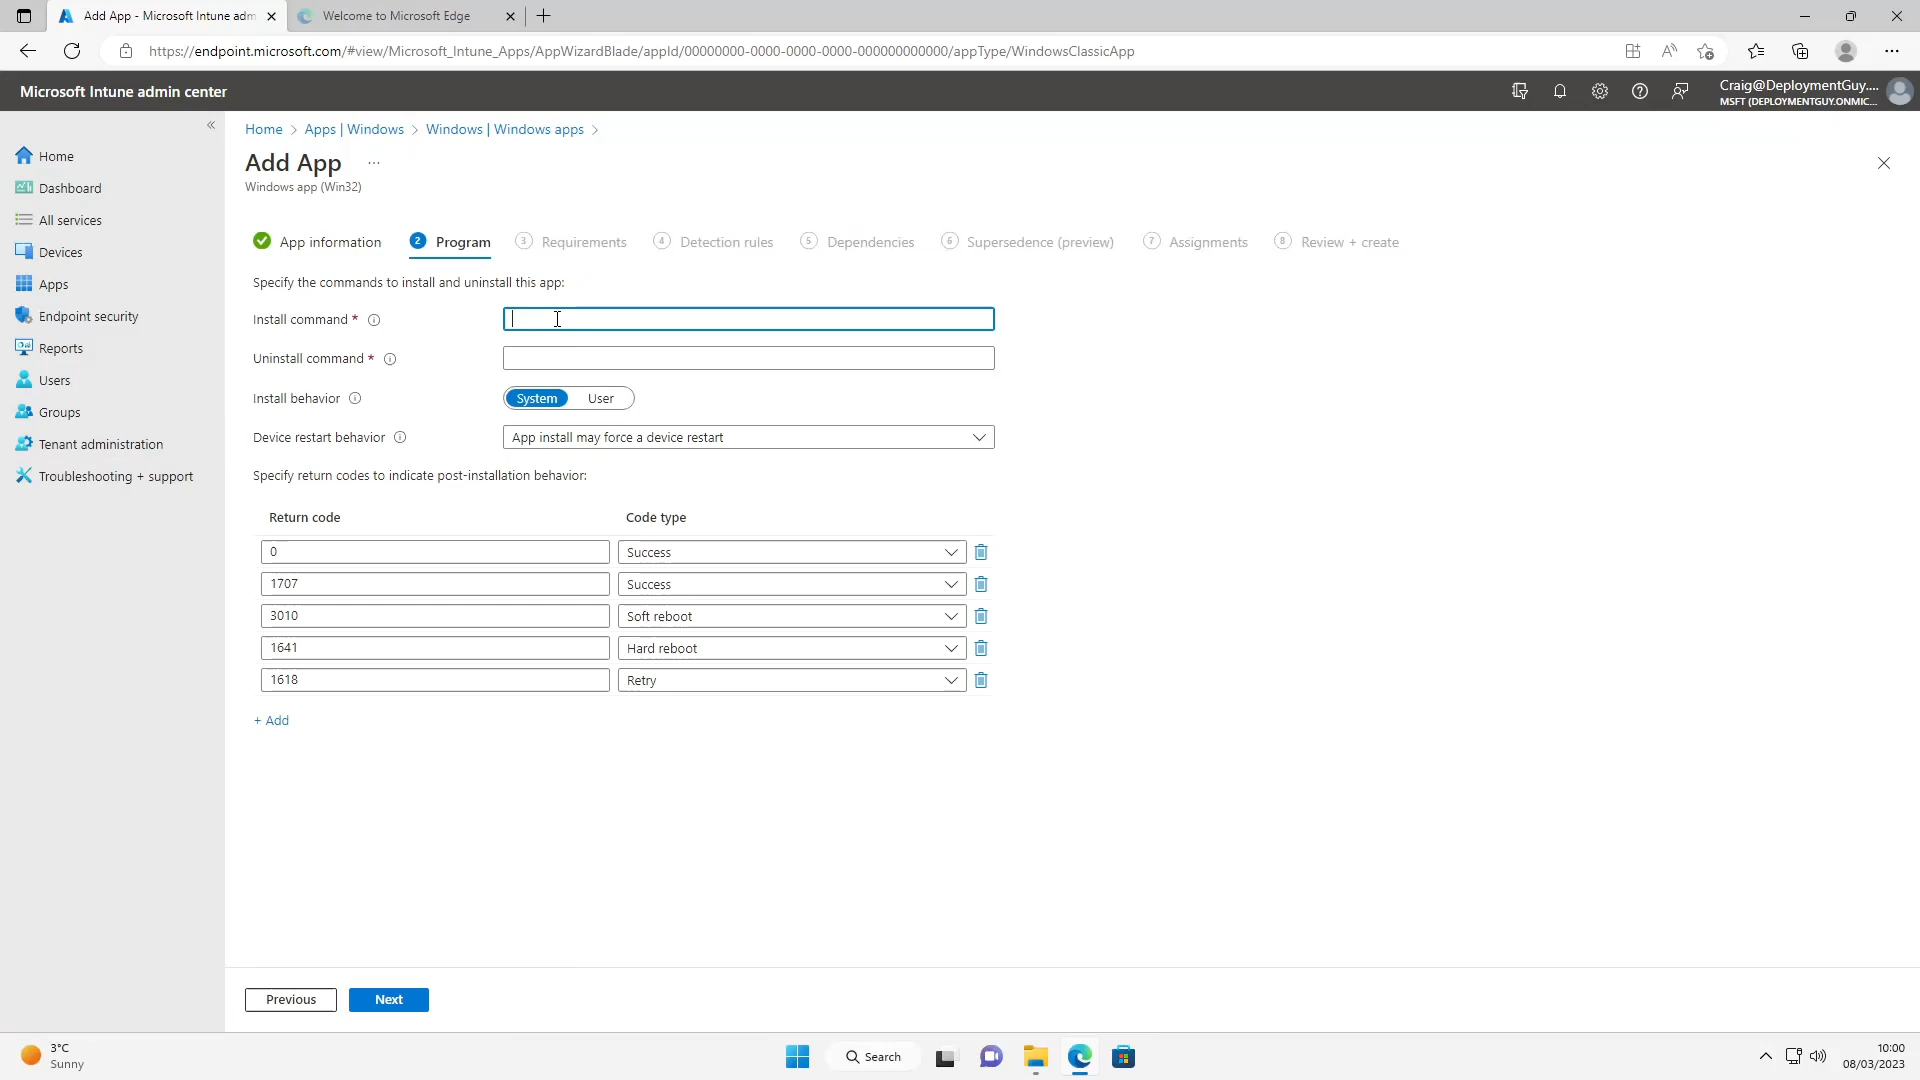 Add App - Microsoft Intune adm
Welcome to Microsoft Edge
https://endpoint.microsoft.com/#view/Microsoft_Intune_Apps/AppWizardBlade/appId/00000000-0000-0000-0000-000000000000/appType/WindowsClassicApp
Microsoft Intune admin center
Craig@DeploymentGuy....
MSFT (DEPLOYMENTGUY.ONMIC...
Home
Dashboard
All services
Devices
Apps
Endpoint security
Reports
Users
Groups
Tenant administration
Troubleshooting + support
Home > Apps | Windows > Windows | Windows apps >
Add App ...
Windows app (Win32)
App information
2 Program
3 Requirements
4 Detection rules
5 Dependencies
6 Supersedence (preview)
7 Assignments
8 Review + create
Specify the commands to install and uninstall this app:
Install command *
Uninstall command *
Install behavior
System User
Device restart behavior
App install may force a device restart
Specify return codes to indicate post-installation behavior:
Return code Code type
0 Success
1707 Success
3010 Soft reboot
1641 Hard reboot
1618 Retry
+ Add
Previous Next
3°C
Sunny
Search
10:00
08/03/2023